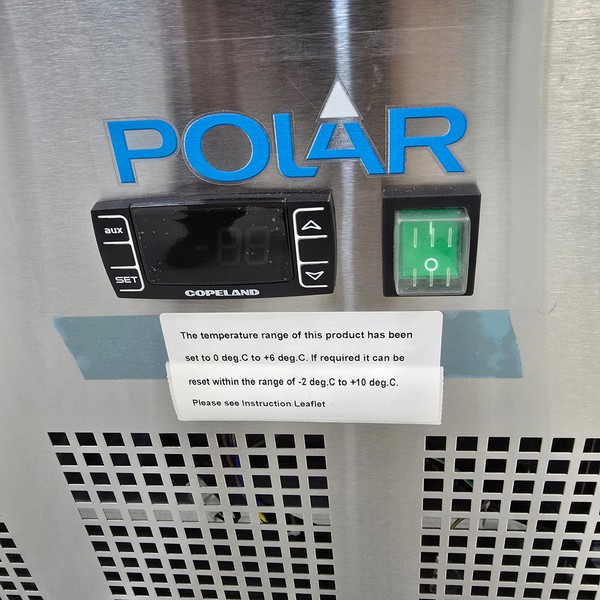 POLAR
aux
SET
COPELAND
The temperature range of this product has been
set to 0 deg.C to +6 deg.C. If required it can be
reset within the range of -2 deg.C to +10 deg.C.
Please see Instruction Leaflet